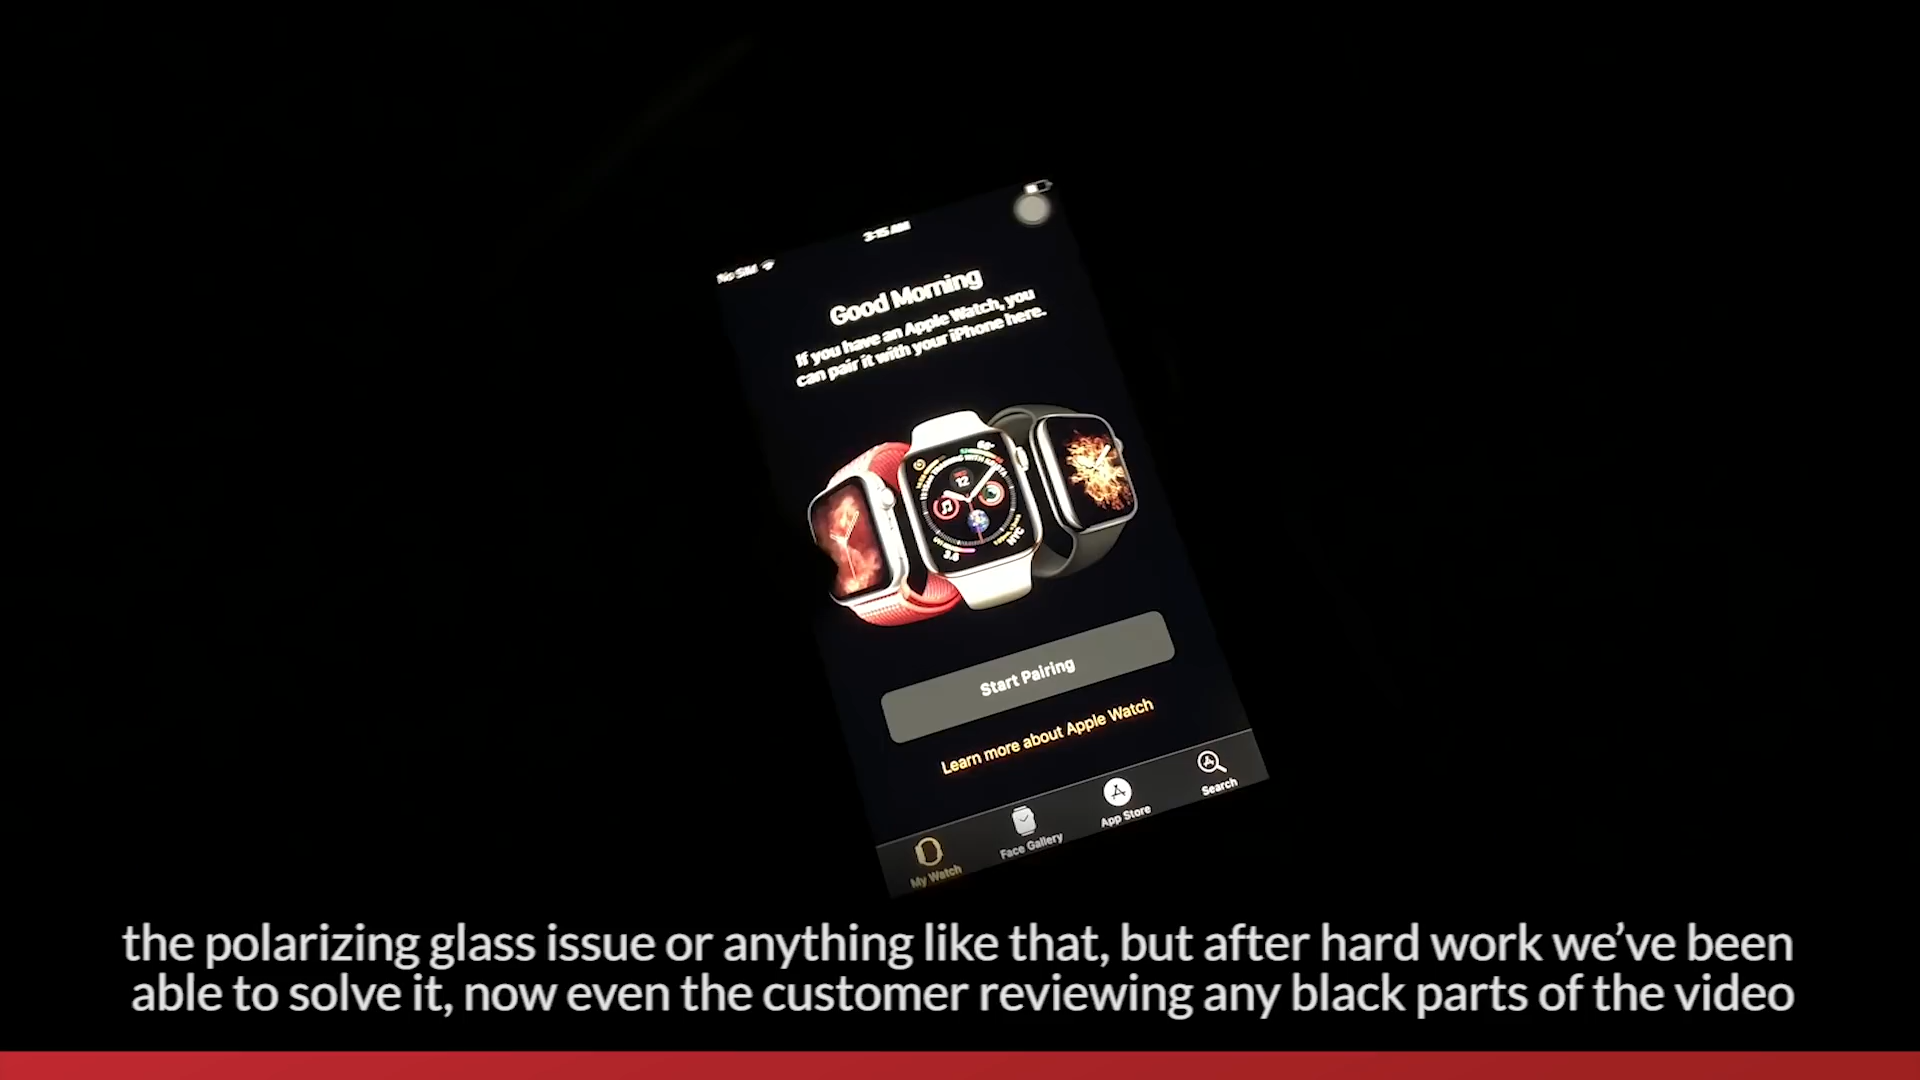 No SIM
3:15 AM
Good Morning
If you have an Apple Watch, you
can pair it with your iPhone here.
12
NYC
Start Pairing
Learn more about Apple Watch
My Watch
Face Gallery
App Store
Search
the polarizing glass issue or anything like that, but after hard work we've been
able to solve it, now even the customer reviewing any black parts of the video